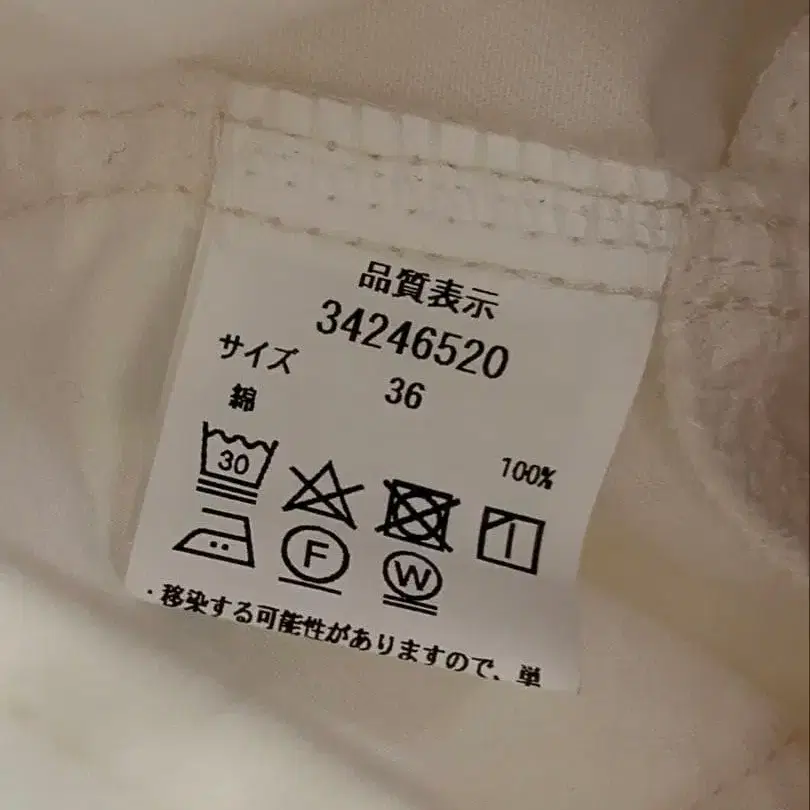 品質表示
34246520
サイズ 36
綿 100%
30
F W
・移染する可能性がありますので、単